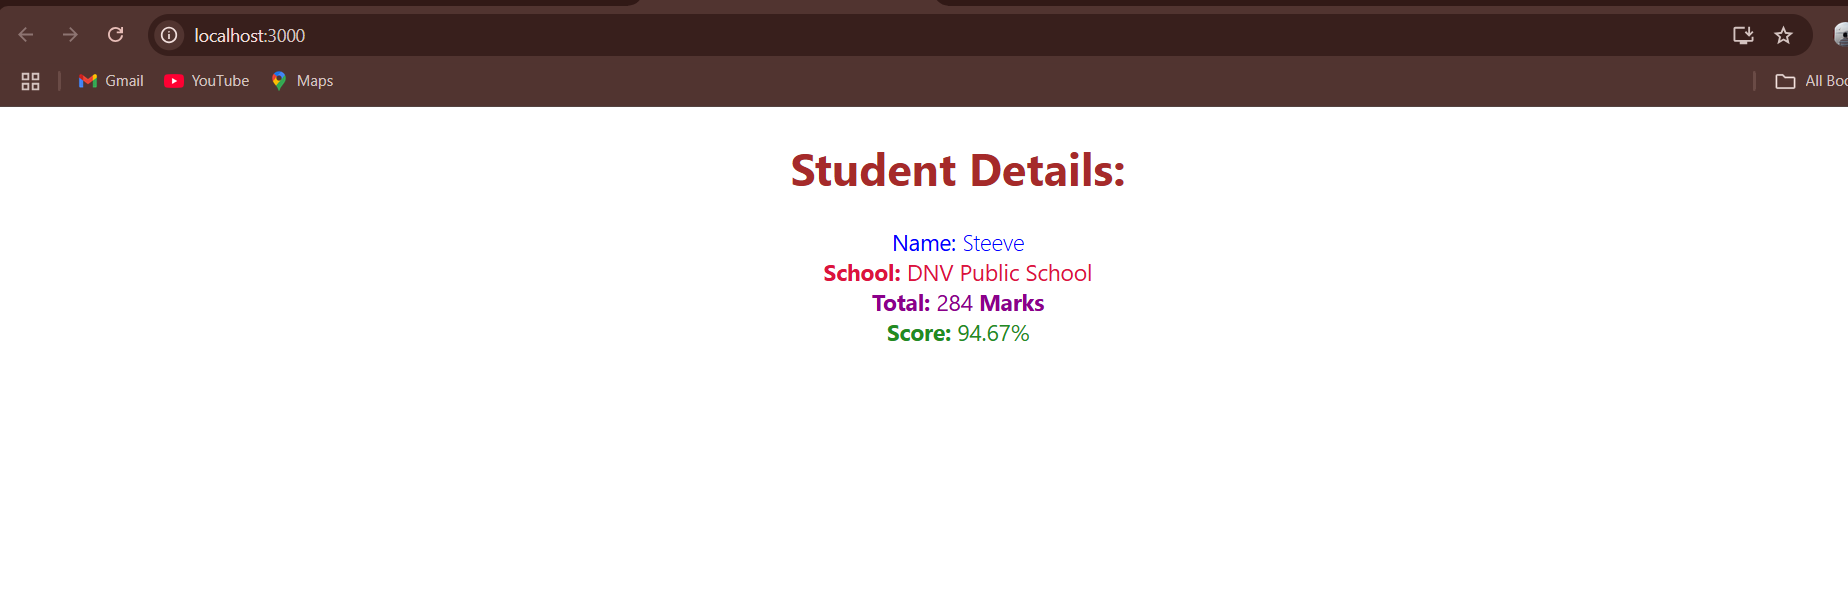 localhost:3000
Gmail YouTube Maps All Boo
Student Details:
Name: Steeve
School: DNV Public School
Total: 284 Marks
Score: 94.67%